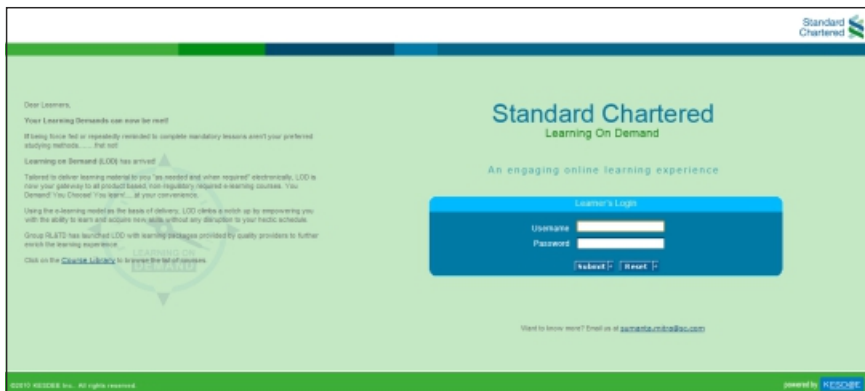 Standard
Chartered
Dear Learners,
Your Learning Demands can now be met!
If being force fed or repeatedly reminded to complete mandatory lessons aren't your preferred
studying methods....... fret not!
Learning on Demand (LOD) has arrived!
Tailored to deliver learning material to you "as needed and when required" electronically, LOD is
now your gateway to all product based, non-regulatory required e-learning courses. You
Demand! You Choose! You learn!.... at your convenience.
Using the e-learning model as the basis of delivery, LOD climbs a notch up by empowering you
with the ability to learn and acquire new skills without any disruption to your hectic schedule.
Group has launched LOD with learning packages provided by quality providers to further
enrich the learning experience.
Click on the Course Library to browse the list of courses.
LEARNING ON
DEMAND
Standard Chartered
Learning On Demand
An engaging online learning experience
Learner's Login
Username
Password
Submit Reset
Want to know more? Email us at sumanta.mitra@sc.com
©2010 KESDEE Inc. All rights reserved.
powered by KESDEE